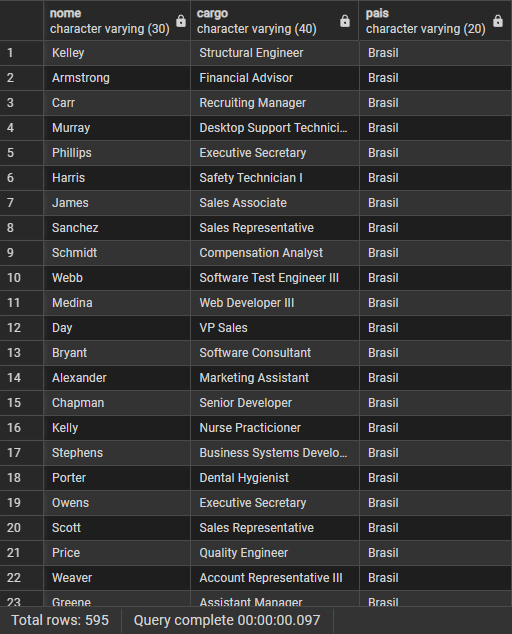 nome cargo pais
character varying (30) character varying (40) character varying (20)
1 Kelley Structural Engineer Brasil
2 Armstrong Financial Advisor Brasil
3 Carr Recruiting Manager Brasil
4 Murray Desktop Support Technici... Brasil
5 Phillips Executive Secretary Brasil
6 Harris Safety Technician I Brasil
7 James Sales Associate Brasil
8 Sanchez Sales Representative Brasil
9 Schmidt Compensation Analyst Brasil
10 Webb Software Test Engineer III Brasil
11 Medina Web Developer III Brasil
12 Day VP Sales Brasil
13 Bryant Software Consultant Brasil
14 Alexander Marketing Assistant Brasil
15 Chapman Senior Developer Brasil
16 Kelly Nurse Practicioner Brasil
17 Stephens Business Systems Develo... Brasil
18 Porter Dental Hygienist Brasil
19 Owens Executive Secretary Brasil
20 Scott Sales Representative Brasil
21 Price Quality Engineer Brasil
22 Weaver Account Representative III Brasil
23 Greene Assistant Manager Brasil
Total rows: 595 Query complete 00:00:00.097